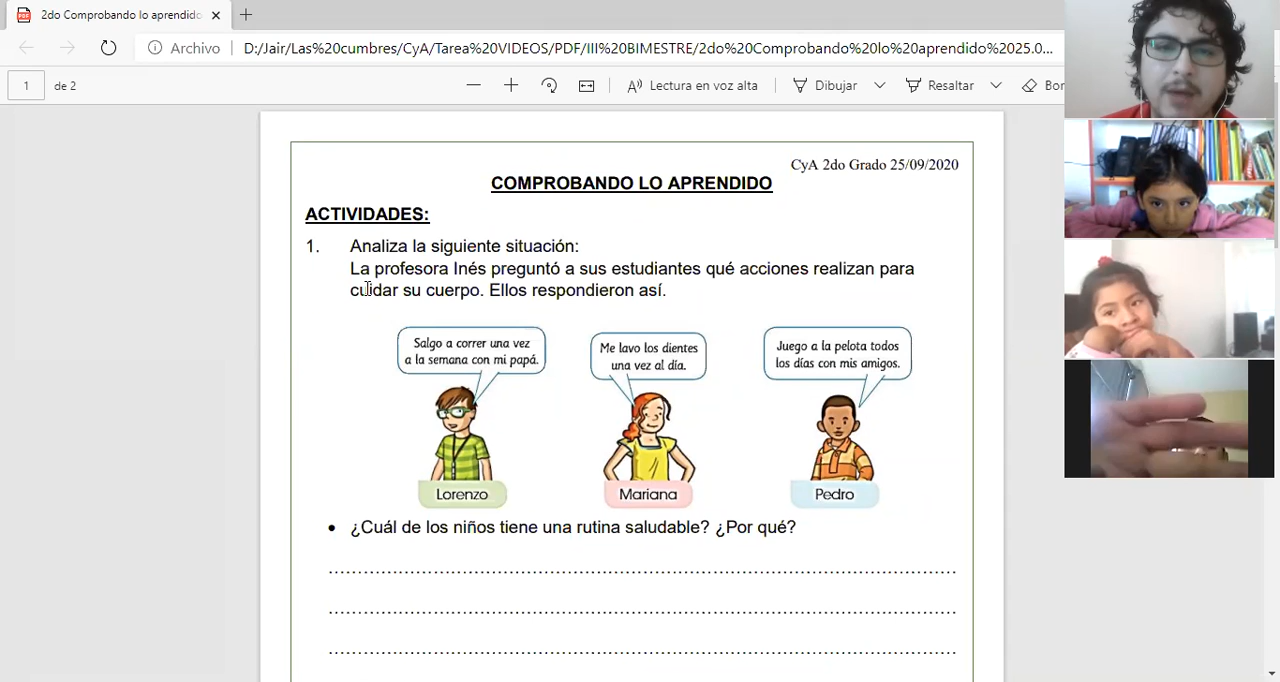 2do Comprobando lo aprendido
Archivo
D:/Jair/Las%20cumbres/CyA/Tarea%20VIDEOS/PDF/III%20BIMESTRE/2do%20Comprobando%20lo%20aprendido%2025.0...
1
de 2
Lectura en voz alta
Dibujar
Resaltar
Bor
CyA 2do Grado 25/09/2020
COMPROBANDO LO APRENDIDO
ACTIVIDADES:
1. Analiza la siguiente situación:
La profesora Inés preguntó a sus estudiantes qué acciones realizan para
cuidar su cuerpo. Ellos respondieron así.
Salgo a correr una vez
a la semana con mi papá.
Me lavo los dientes
una vez al día.
Juego a la pelota todos
los días con mis amigos.
Lorenzo
Mariana
Pedro
• ¿Cuál de los niños tiene una rutina saludable? ¿Por qué?